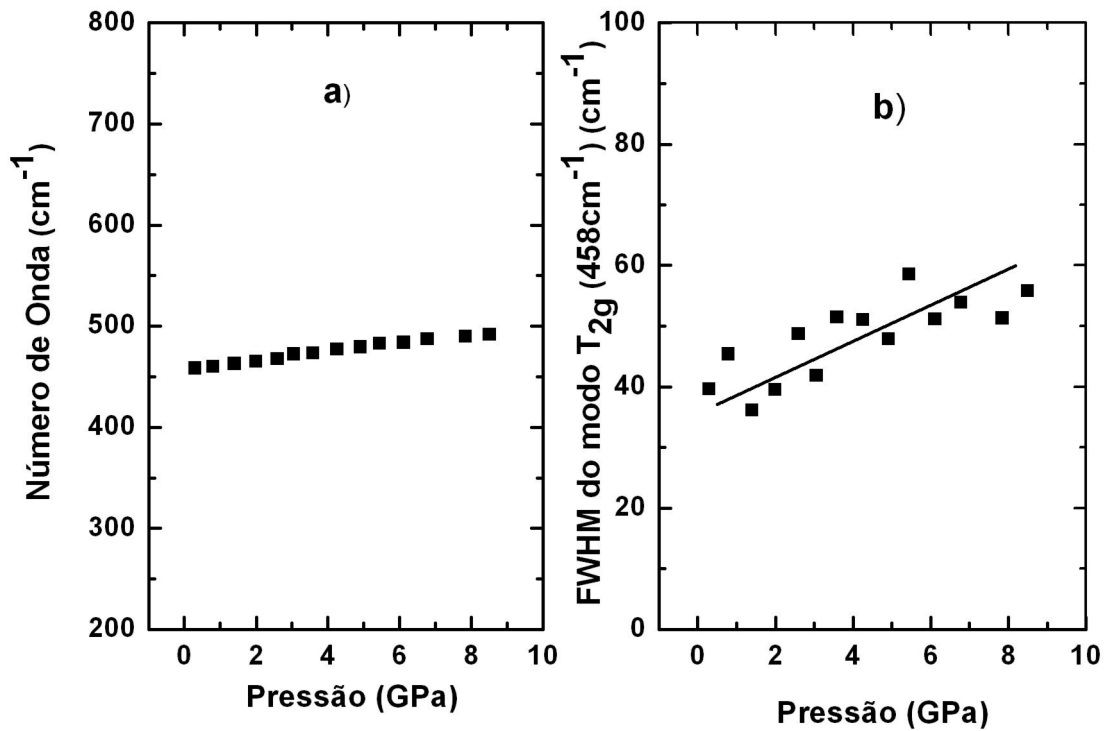 a)
Número de Onda (cm-1)
800
700
600
500
400
300
200
0 2 4 6 8 10
Pressão (GPa)
b)
FWHM do modo T2g (458cm-1) (cm-1)
100
80
60
40
20
0
0 2 4 6 8 10
Pressão (GPa)